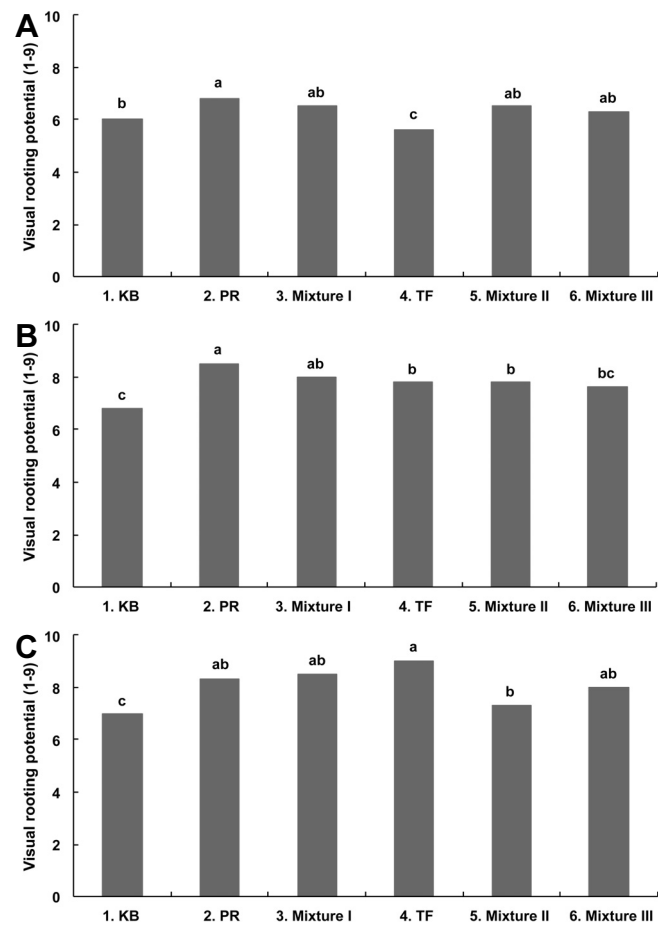 A
Visual rooting potential (1-9)
10
8
6
4
2
0
b
a
ab
c
ab
ab
1. KB
2. PR
3. Mixture I
4. TF
5. Mixture II
6. Mixture III
B
Visual rooting potential (1-9)
10
8
6
4
2
0
c
a
ab
b
b
bc
1. KB
2. PR
3. Mixture I
4. TF
5. Mixture II
6. Mixture III
C
Visual rooting potential (1-9)
10
8
6
4
2
0
c
ab
ab
a
b
ab
1. KB
2. PR
3. Mixture I
4. TF
5. Mixture II
6. Mixture III